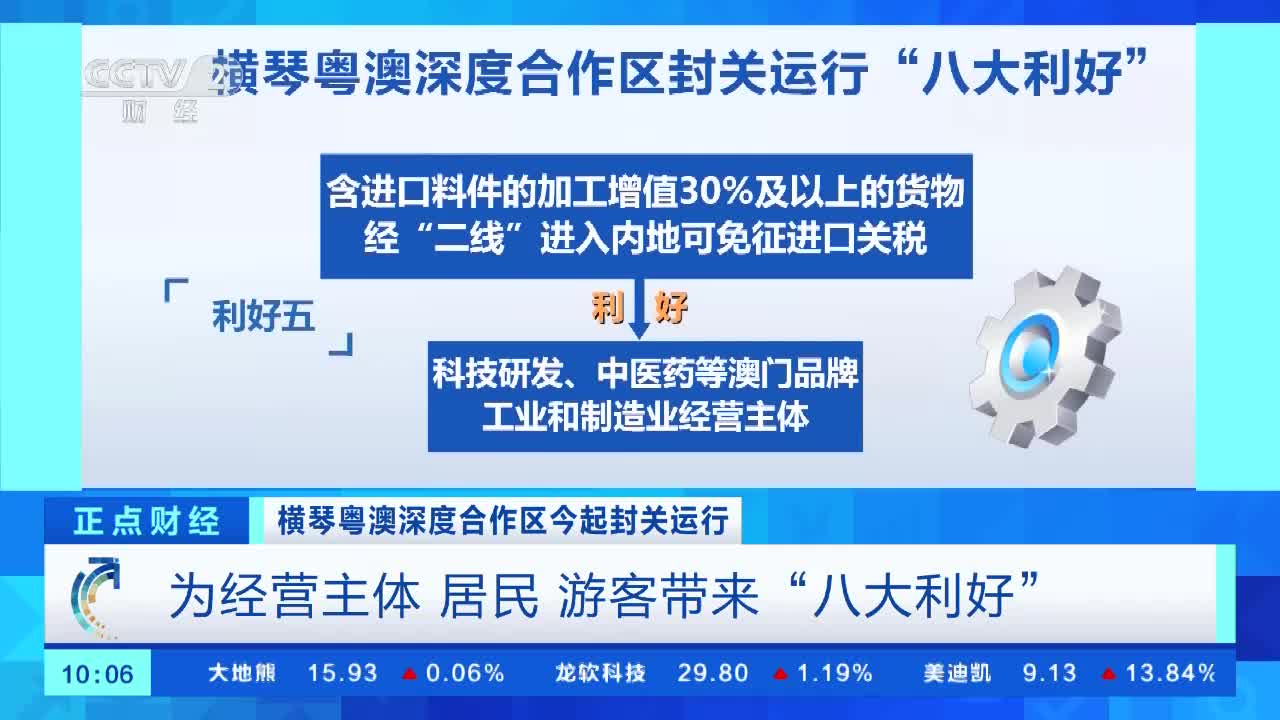 CCTV 2
财 经
横琴粤澳深度合作区封关运行“八大利好”
含进口料件的加工增值30%及以上的货物
经“二线”进入内地可免征进口关税
利好五
利 好
科技研发、中医药等澳门品牌
工业和制造业经营主体
正点财经
横琴粤澳深度合作区今起封关运行
为经营主体 居民 游客带来“八大利好”
10:06 大地熊 15.93 ▲0.06% 龙软科技 29.80 ▲1.19% 美迪凯 9.13 ▲13.84%